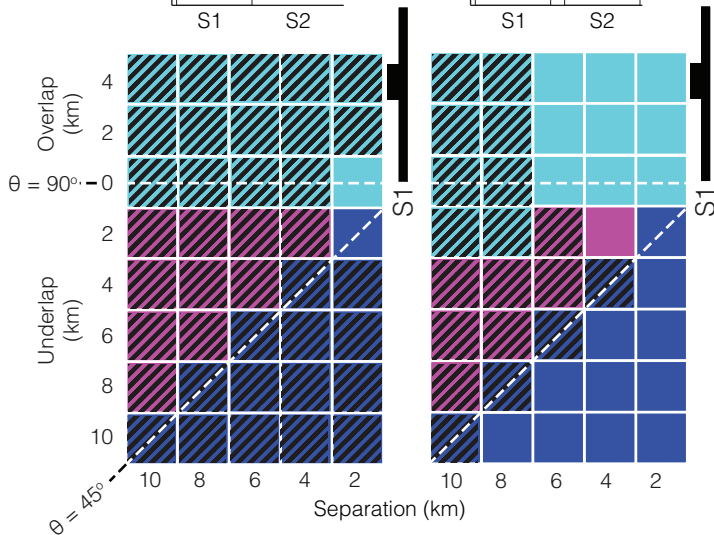 S1 S2 S1 S2
Overlap
(km)
4
2
θ = 90° 0
2
4
Underlap
(km)
6
8
10
θ = 45°
10 8 6 4 2
10 8 6 4 2
Separation (km)
S1
S1